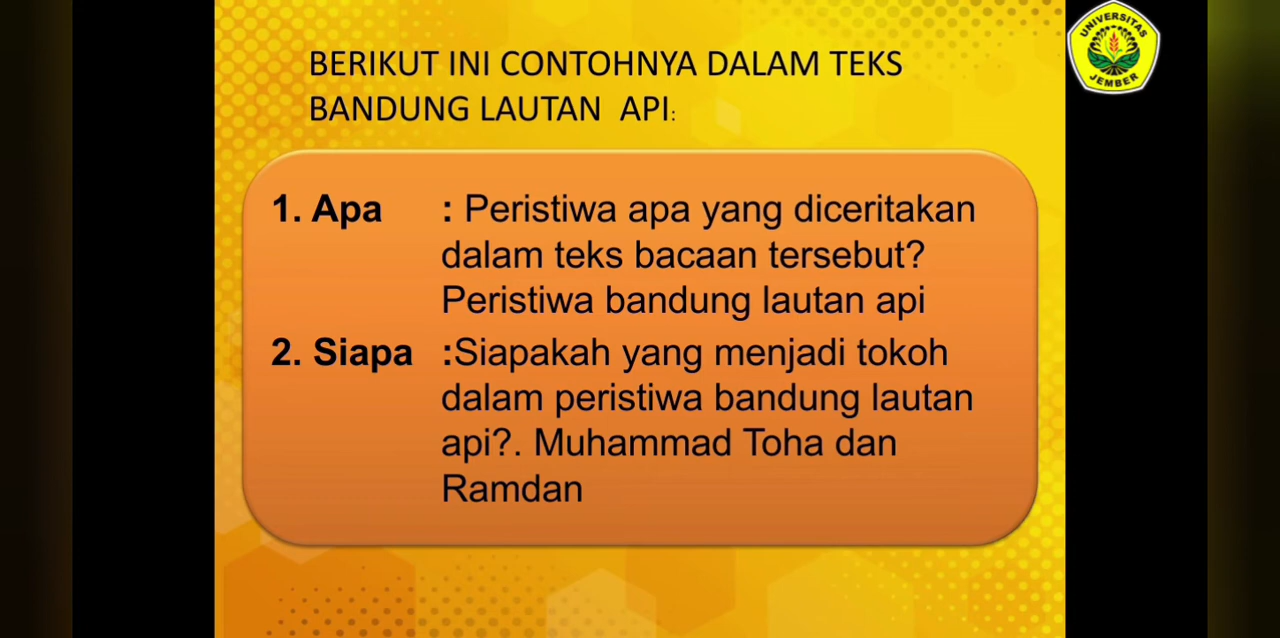 BERIKUT INI CONTOHNYA DALAM TEKS
BANDUNG LAUTAN API:
UNIVERSITAS
JEMBER
1. Apa : Peristiwa apa yang diceritakan
dalam teks bacaan tersebut?
Peristiwa bandung lautan api
2. Siapa :Siapakah yang menjadi tokoh
dalam peristiwa bandung lautan
api?. Muhammad Toha dan
Ramdan